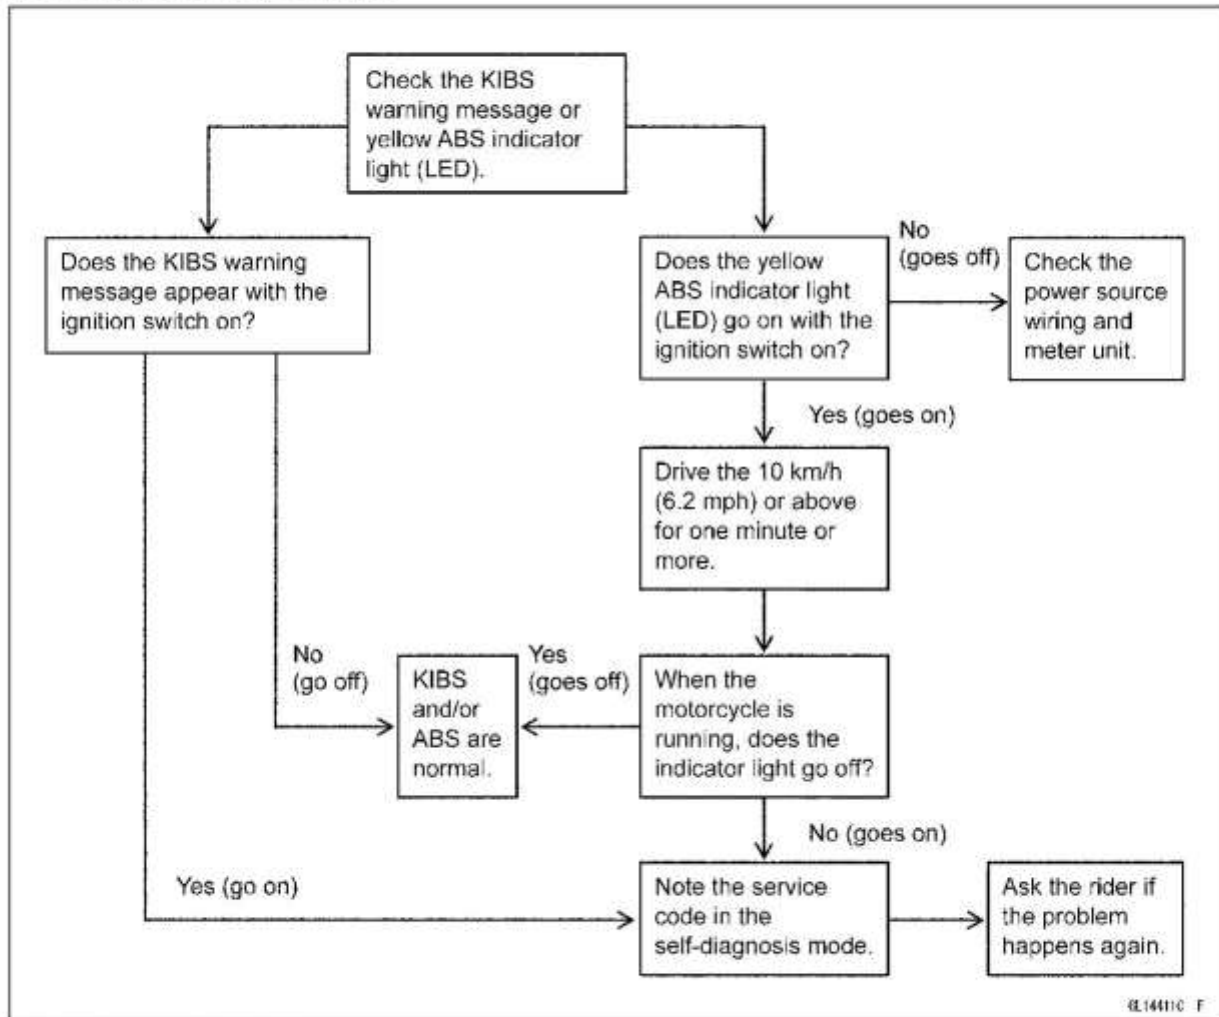 Check the KIBS
warning message or
yellow ABS indicator
light (LED).
Does the KIBS warning
message appear with the
ignition switch on?
Does the yellow
ABS indicator light
(LED) go on with the
ignition switch on?
No
(goes off)
Check the
power source
wiring and
meter unit.
Yes (goes on)
Drive the 10 km/h
(6.2 mph) or above
for one minute or
more.
No
(go off)
KIBS
and/or
ABS are
normal.
Yes
(goes off)
When the
motorcycle is
running, does the
indicator light go off?
No (goes on)
Yes (go on)
Note the service
code in the
self-diagnosis mode.
Ask the rider if
the problem
happens again.
F